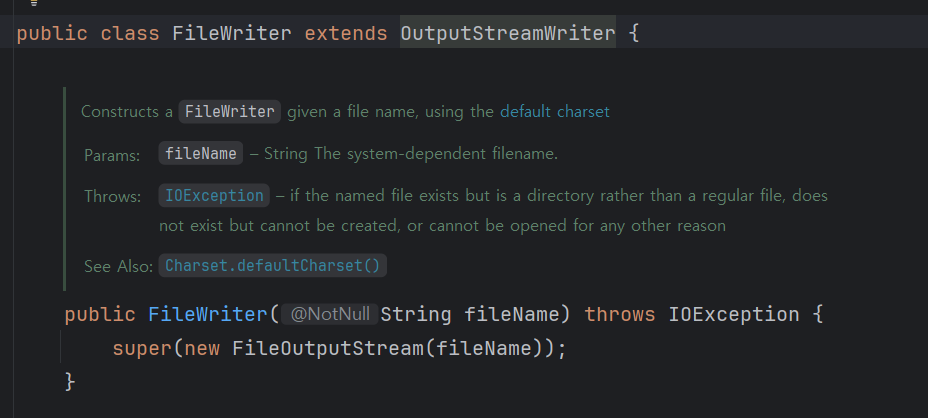 public class FileWriter extends OutputStreamWriter {
Constructs a FileWriter given a file name, using the default charset
Params: fileName – String The system-dependent filename.
Throws: IOException – if the named file exists but is a directory rather than a regular file, does
not exist but cannot be created, or cannot be opened for any other reason
See Also: Charset.defaultCharset()
public FileWriter( @NotNull String fileName) throws IOException {
super(new FileOutputStream(fileName));
}